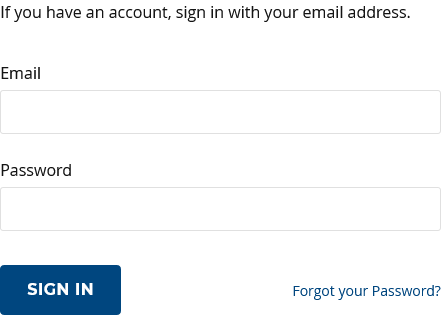 If you have an account, sign in with your email address.
Email
Password
SIGN IN
Forgot your Password?